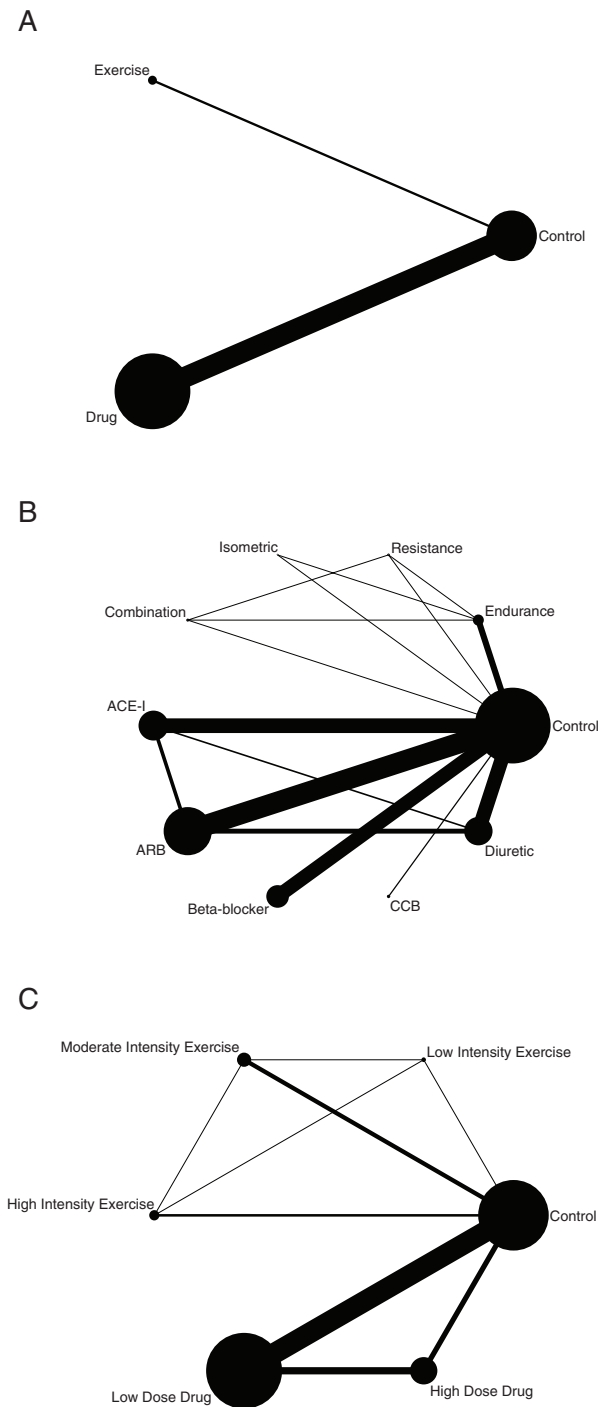 A
Exercise
Control
Drug
B
Isometric
Resistance
Combination
Endurance
ACE-I
Control
ARB
Diuretic
Beta-blocker
CCB
C
Moderate Intensity Exercise
Low Intensity Exercise
High Intensity Exercise
Control
Low Dose Drug
High Dose Drug